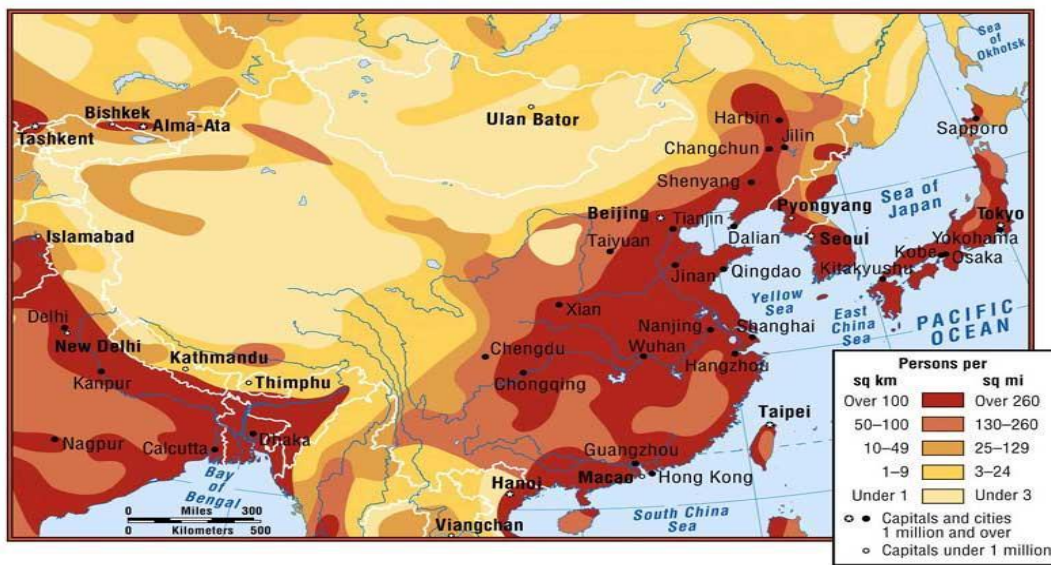 Sea
of
Okhotsk
Bishkek
Alma-Ata
Tashkent
Ulan Bator
Harbin
Jilin
Changchun
Sapporo
Shenyang
Sea of
Japan
Beijing
Tianjin
Pyongyang
Tokyo
Islamabad
Taiyuan
Dalian
Seoul
Yokohama
Kobe
Osaka
Jinan
Qingdao
Kitakyushu
Yellow
Sea
East
China
Sea
PACIFIC
OCEAN
Xian
Delhi
New Delhi
Nanjing
Shanghai
Kathmandu
Chengdu
Wuhan
Hangzhou
Kanpur
Thimphu
Chongqing
Taipei
Nagpur
Calcutta
Dhaka
Guangzhou
Macao
Hong Kong
Bay
of
Bengal
Hanoi
Viangchan
South China
Sea
0 Miles 300
0 Kilometers 500
Persons per
sq km sq mi
Over 100 Over 260
50–100 130–260
10–49 25–129
1–9 3–24
Under 1 Under 3
Capitals and cities
1 million and over
Capitals under 1 million